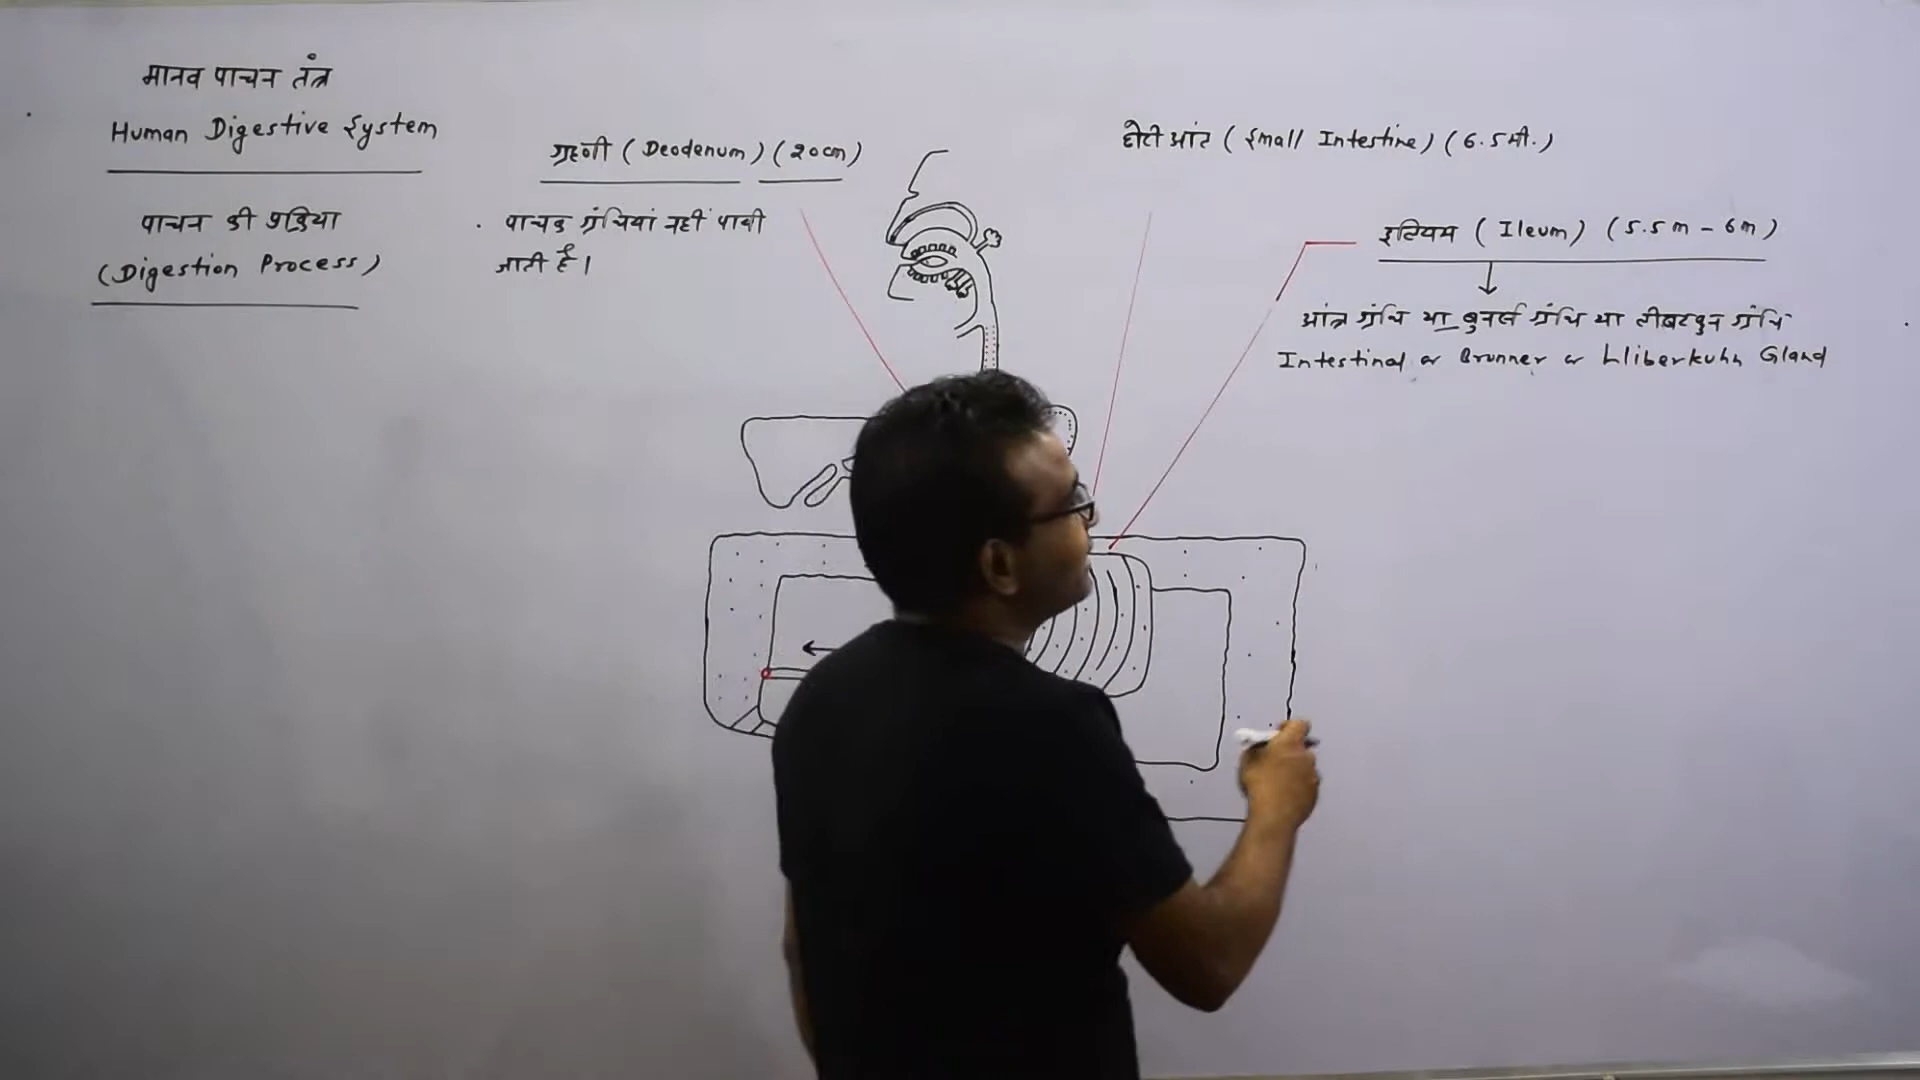 मानव पाचन तंत्र
Human Digestive System
पाचन की प्रक्रिया
(Digestion Process)
ग्रहणी (Deodenum) (20cm)
पाचक ग्रंथियां नहीं पायी
जाती है।
छोटी आंत (Small Intestine) (6.5मी.)
इलियम (Ileum) (5.5m - 6m)
आंत्र ग्रंथि या बुनर्स ग्रंथि या लीबरकुन ग्रंथि
Intestinal or Brunner or Lliberkuhn Gland